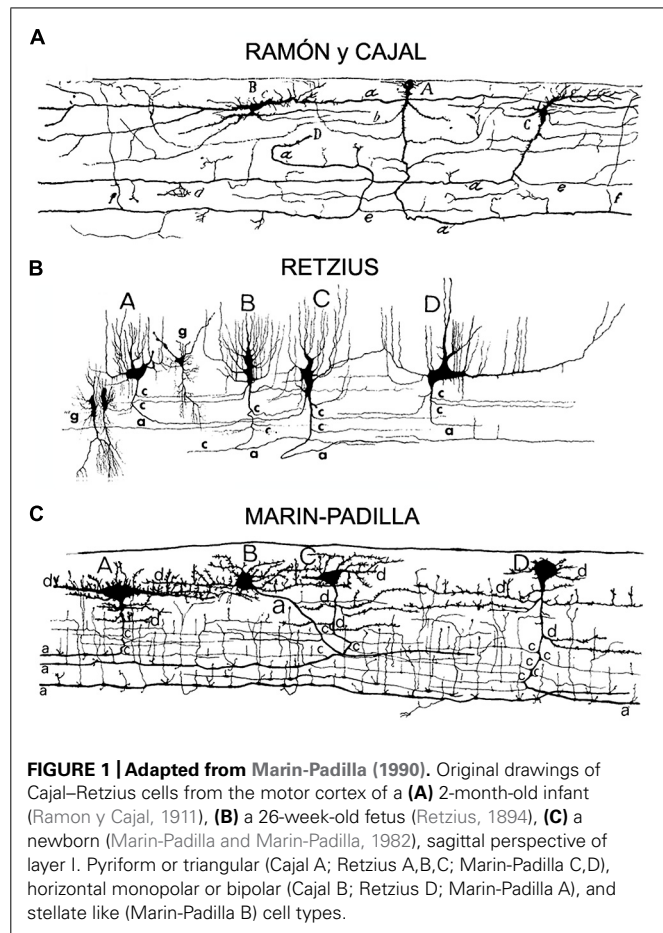 A
RAMÓN y CAJAL
B a A
b C
D
a
d a e f
f e
a
B
RETZIUS
A B C D
g
g
c c c
c c c c
a c a
c a a
C
MARIN-PADILLA
A B C D
d d d d
d d
a
d d d
c c c c
c c c c
a
a
a a
FIGURE 1 | Adapted from Marin-Padilla (1990). Original drawings of
Cajal–Retzius cells from the motor cortex of a (A) 2-month-old infant
(Ramon y Cajal, 1911), (B) a 26-week-old fetus (Retzius, 1894), (C) a
newborn (Marin-Padilla and Marin-Padilla, 1982), sagittal perspective of
layer I. Pyriform or triangular (Cajal A; Retzius A,B,C; Marin-Padilla C,D),
horizontal monopolar or bipolar (Cajal B; Retzius D; Marin-Padilla A), and
stellate like (Marin-Padilla B) cell types.